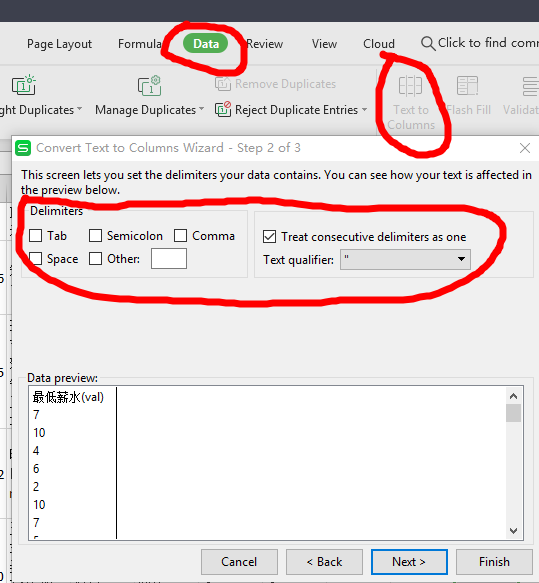 Page Layout Formula Data Review View Cloud Click to find com
Remove Duplicates
ght Duplicates Manage Duplicates Reject Duplicate Entries Text to Columns Flash Fill Valida
Convert Text to Columns Wizard - Step 2 of 3
This screen lets you set the delimiters your data contains. You can see how your text is affected in
the preview below.
Delimiters
Tab Semicolon Comma
Treat consecutive delimiters as one
Space Other:
Text qualifier: "
Data preview:
最低薪水(val)
7
10
4
6
2
10
7
Cancel < Back Next > Finish